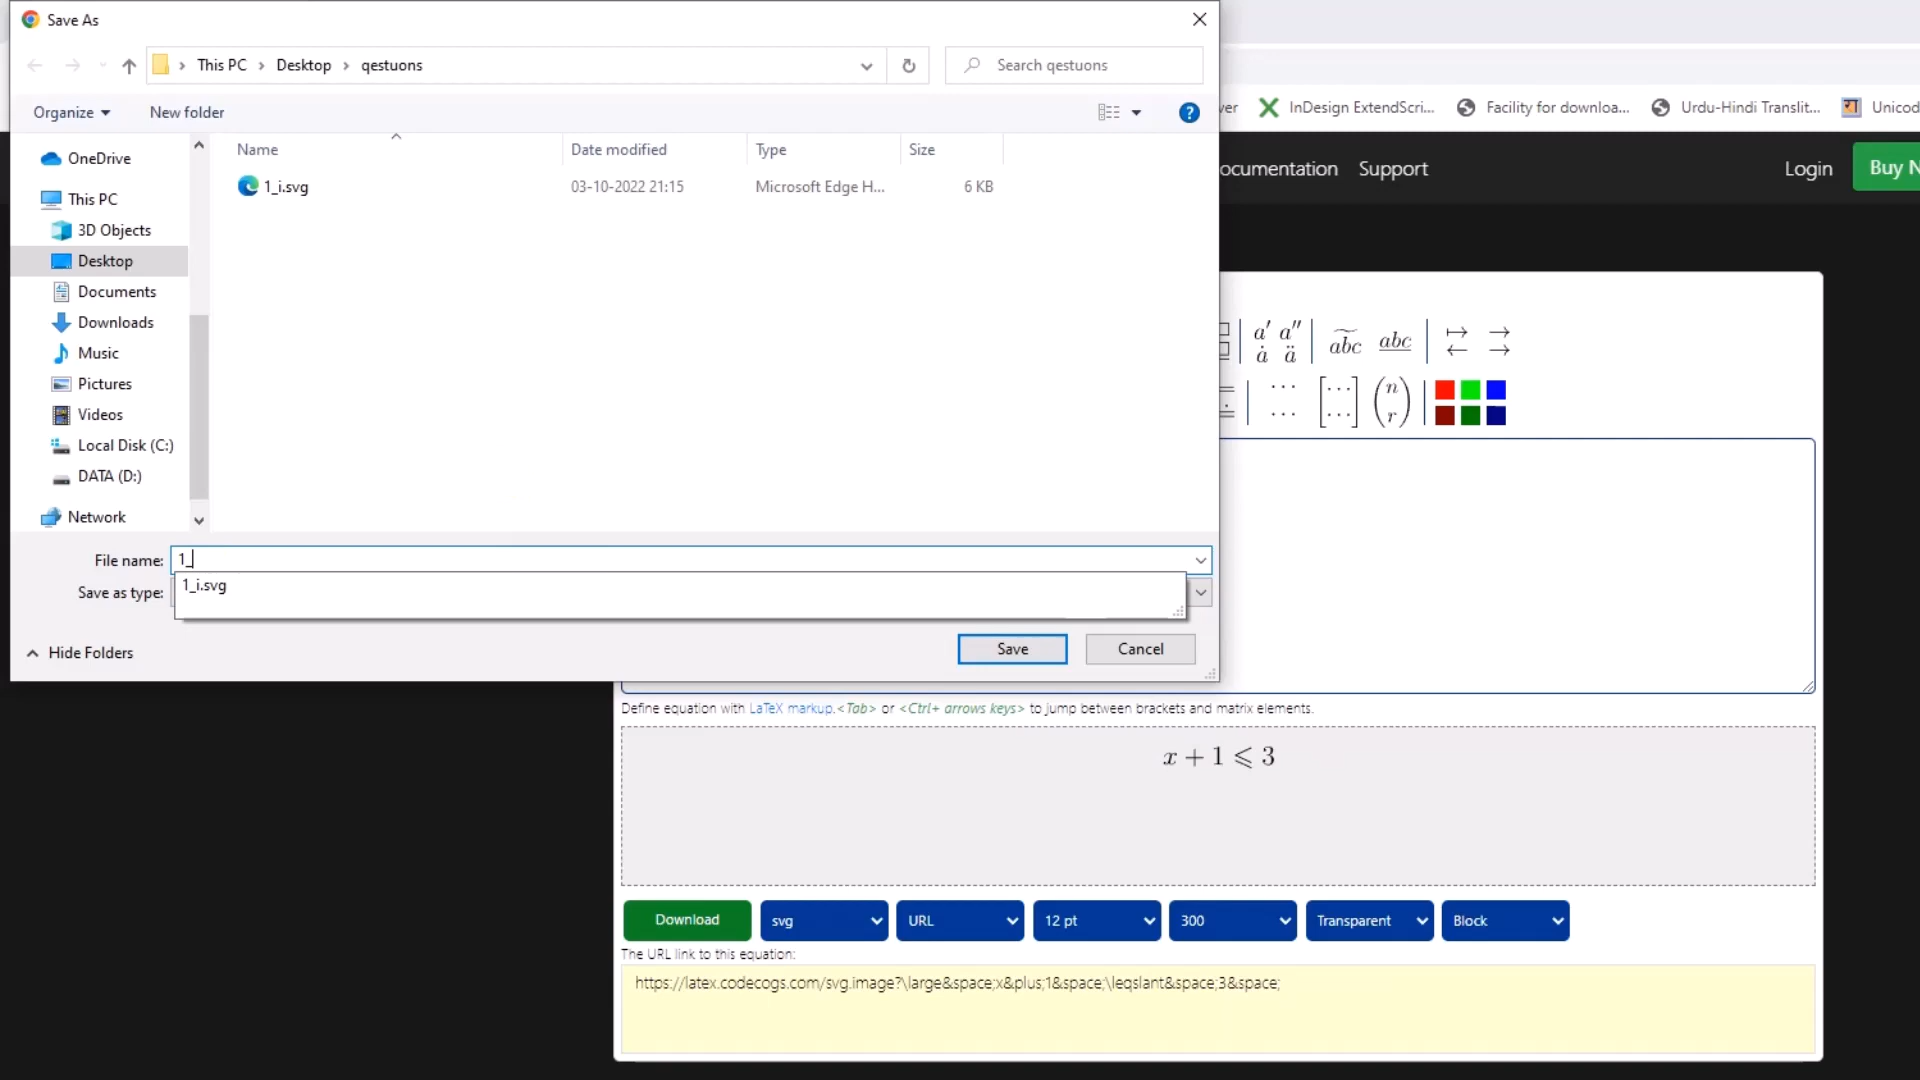 Save As
This PC › Desktop › qestuons
Search qestuons
Organize
New folder
?
OneDrive
This PC
3D Objects
Desktop
Documents
Downloads
Music
Pictures
Videos
Local Disk (C:)
DATA (D:)
Network
Name Date modified Type Size
1_i.svg 03-10-2022 21:15 Microsoft Edge H... 6 KB
File name: 1_
1_i.svg
Save as type:
Hide Folders
Save
Cancel
ver
InDesign ExtendScri...
Facility for downloa...
Urdu-Hindi Translit...
Unicod
ocumentation Support Login Buy N
a′ a″ abc abc ↦ →
ȧ ä ← →
... [...] (n
... [...] r)
Define equation with LaTeX markup.<Tab> or <Ctrl+ arrows keys> to jump between brackets and matrix elements.
x + 1 ⩽ 3
Download svg URL 12 pt 300 Transparent Block
The URL link to this equation:
https://latex.codecogs.com/svg.image?\large&space;x&plus;1&space;\leqslant&space;3&space;